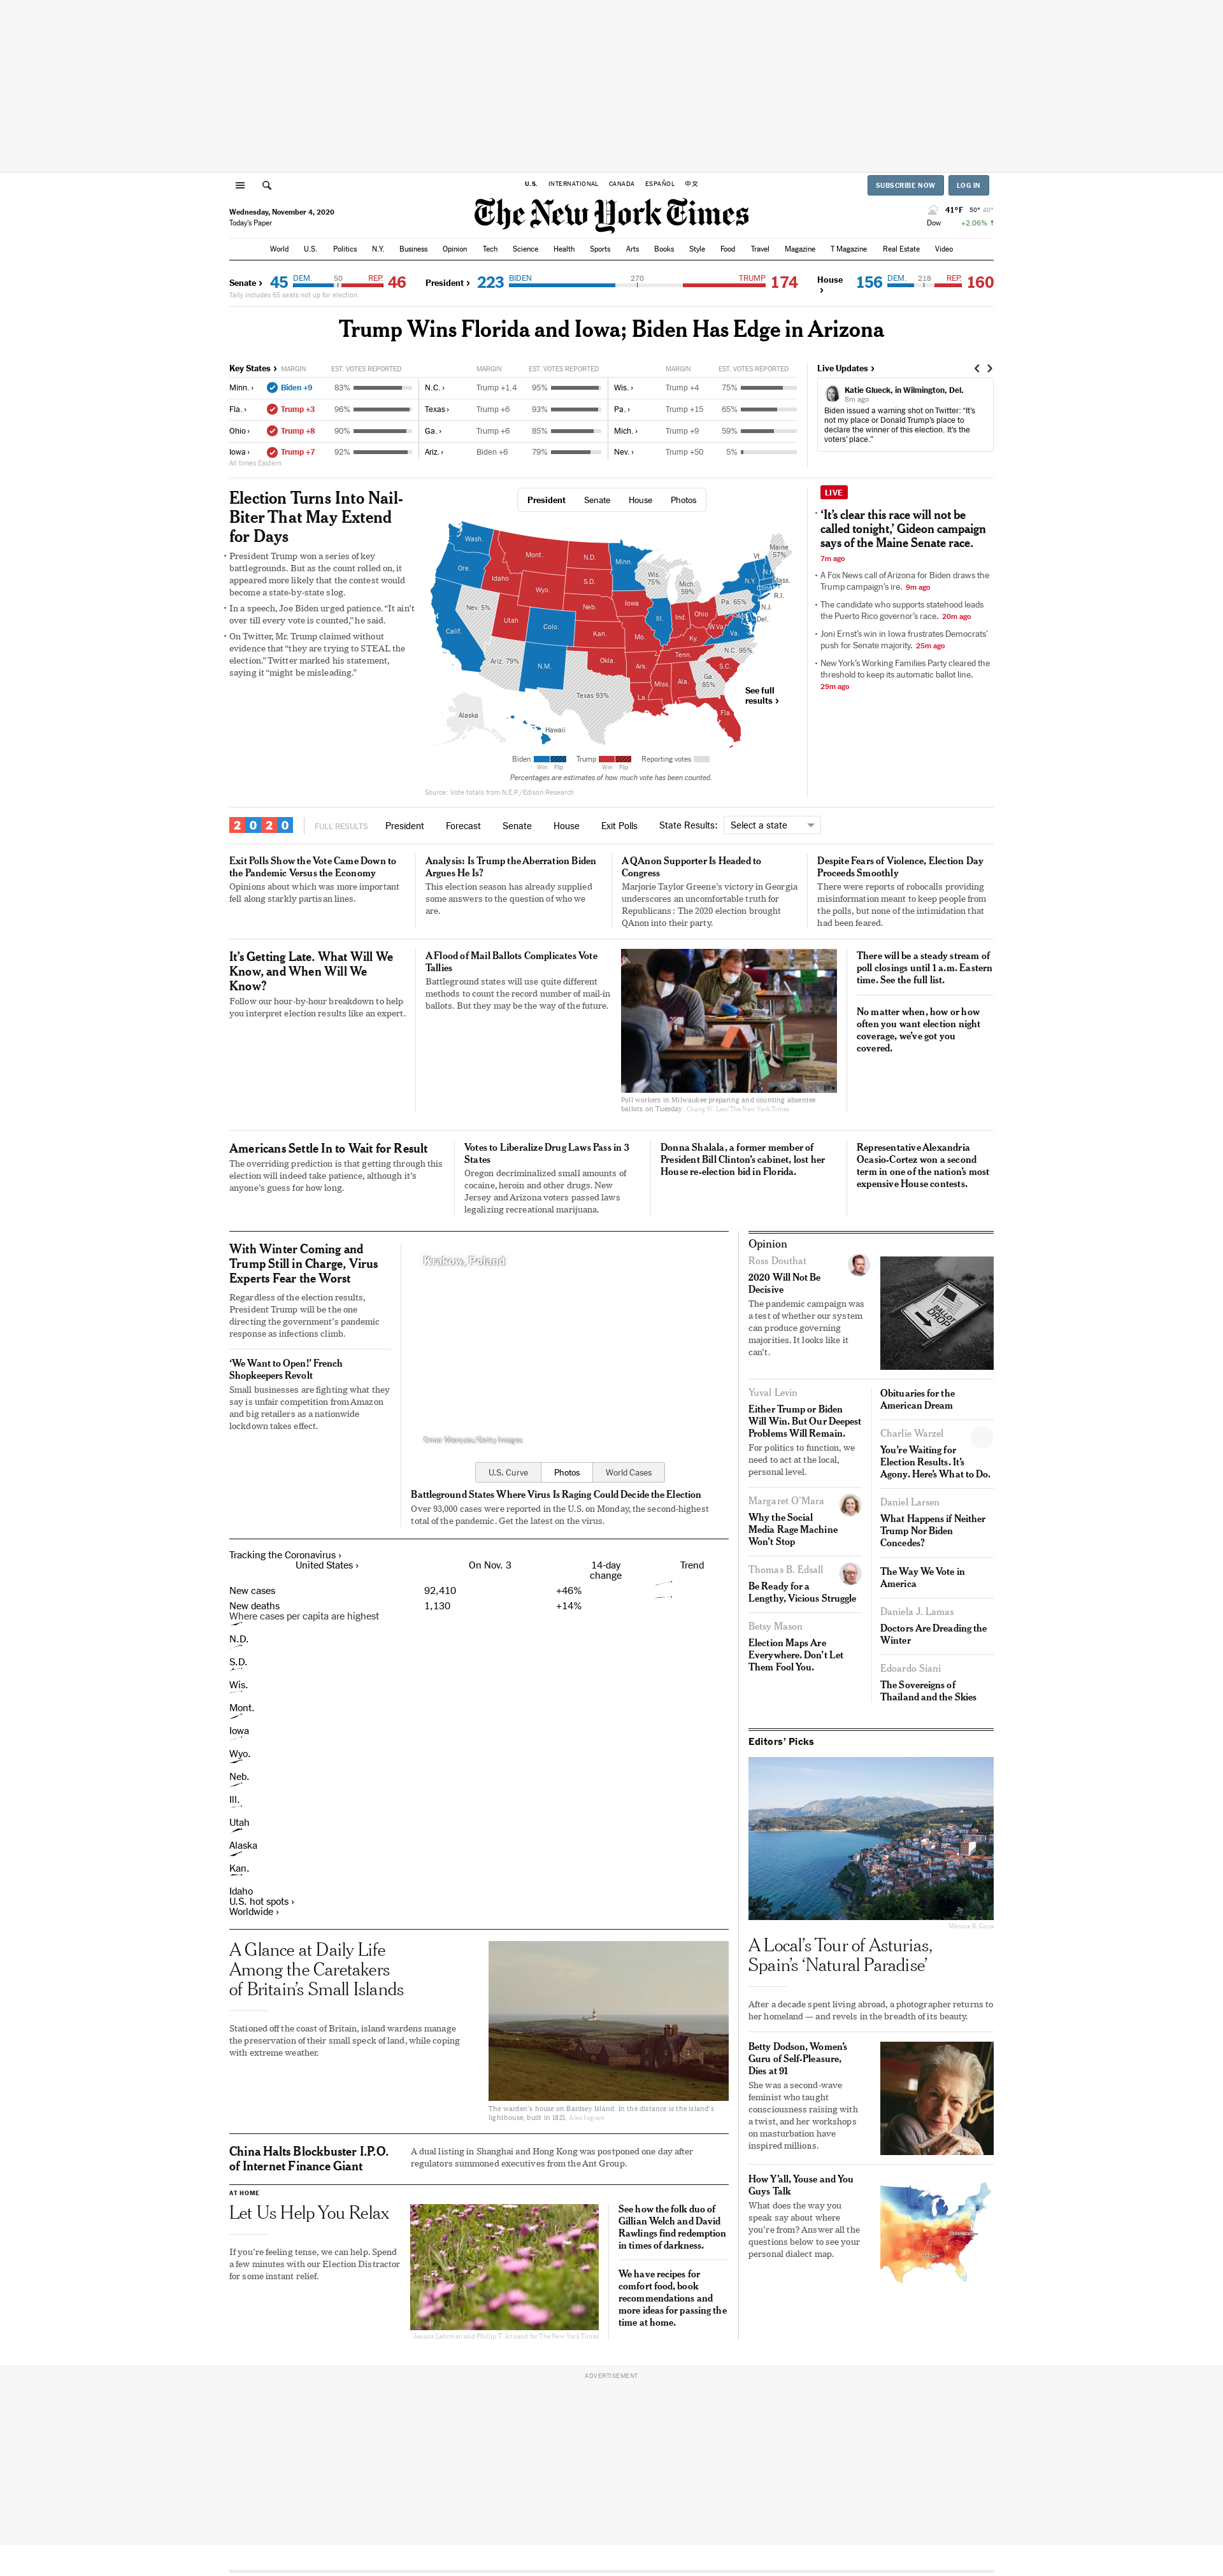 U.S. INTERNATIONAL CANADA ESPAÑOL 中文
SUBSCRIBE NOW LOG IN
Wednesday, November 4, 2020
Today's Paper
The New York Times
41°F 50° 40°
Dow +2.06% ↑
World U.S. Politics N.Y. Business Opinion Tech Science Health Sports Arts Books Style Food Travel Magazine T Magazine Real Estate Video
Senate › 45 DEM. 50 REP. 46
Tally includes 65 seats not up for election.
President › 223 BIDEN 270 TRUMP 174
House › 156 DEM. 218 REP. 160
Trump Wins Florida and Iowa; Biden Has Edge in Arizona
Key States › MARGIN EST. VOTES REPORTED MARGIN EST. VOTES REPORTED MARGIN EST. VOTES REPORTED
Minn. › Biden +9 83% N.C. › Trump +1.4 95% Wis. › Trump +4 75%
Fla. › Trump +3 96% Texas › Trump +6 93% Pa. › Trump +15 65%
Ohio › Trump +8 90% Ga. › Trump +6 85% Mich. › Trump +9 59%
Iowa › Trump +7 92% Ariz. › Biden +6 79% Nev. › Trump +50 5%
All times Eastern
Live Updates ›
Katie Glueck, in Wilmington, Del.
8m ago
Biden issued a warning shot on Twitter: “It’s
not my place or Donald Trump’s place to
declare the winner of this election. It’s the
voters’ place.”
Election Turns Into Nail-
Biter That May Extend
for Days
• President Trump won a series of key
battlegrounds. But as the count rolled on, it
appeared more likely that the contest would
become a state-by-state slog.
• In a speech, Joe Biden urged patience. “It ain’t
over till every vote is counted,” he said.
• On Twitter, Mr. Trump claimed without
evidence that “they are trying to STEAL the
election.” Twitter marked his statement,
saying it “might be misleading.”
President Senate House Photos
Wash.
Ore.
Calif.
Nev. 5%
Idaho
Mont.
Wyo.
Utah
Colo.
Ariz. 79%
N.M.
N.D.
S.D.
Neb.
Kan.
Okla.
Texas 93%
Minn.
Iowa
Mo.
Ark.
La.
Wis.
75%
Ill.
Mich.
59%
Ind.
Ohio
Ky.
Tenn.
Miss.
Ala.
Ga.
85%
Fla.
S.C.
N.C. 95%
Va.
W.Va.
Pa. 65%
N.Y.
Vt.
Maine
57%
Mass.
R.I.
N.J.
Del.
Alaska
Hawaii
See full
results ›
Biden Trump Reporting votes
Win Flip Win Flip
Percentages are estimates of how much vote has been counted.
Source: Vote totals from N.E.P./Edison Research
LIVE
• ‘It’s clear this race will not be
called tonight,’ Gideon campaign
says of the Maine Senate race.
7m ago
• A Fox News call of Arizona for Biden draws the
Trump campaign’s ire. 9m ago
• The candidate who supports statehood leads
the Puerto Rico governor’s race. 20m ago
• Joni Ernst’s win in Iowa frustrates Democrats’
push for Senate majority. 25m ago
• New York’s Working Families Party cleared the
threshold to keep its automatic ballot line.
29m ago
2020 FULL RESULTS President Forecast Senate House Exit Polls State Results: Select a state
Exit Polls Show the Vote Came Down to
the Pandemic Versus the Economy
Opinions about which was more important
fell along starkly partisan lines.
Analysis: Is Trump the Aberration Biden
Argues He Is?
This election season has already supplied
some answers to the question of who we
are.
A QAnon Supporter Is Headed to
Congress
Marjorie Taylor Greene’s victory in Georgia
underscores an uncomfortable truth for
Republicans: The 2020 election brought
QAnon into their party.
Despite Fears of Violence, Election Day
Proceeds Smoothly
There were reports of robocalls providing
misinformation meant to keep people from
the polls, but none of the intimidation that
had been feared.
It’s Getting Late. What Will We
Know, and When Will We
Know?
Follow our hour-by-hour breakdown to help
you interpret election results like an expert.
A Flood of Mail Ballots Complicates Vote
Tallies
Battleground states will use quite different
methods to count the record number of mail-in
ballots. But they may be the way of the future.
Poll workers in Milwaukee preparing and counting absentee
ballots on Tuesday. Chang W. Lee/The New York Times
There will be a steady stream of
poll closings until 1 a.m. Eastern
time. See the full list.
No matter when, how or how
often you want election night
coverage, we’ve got you
covered.
Americans Settle In to Wait for Result
The overriding prediction is that getting through this
election will indeed take patience, although it’s
anyone’s guess for how long.
Votes to Liberalize Drug Laws Pass in 3
States
Oregon decriminalized small amounts of
cocaine, heroin and other drugs. New
Jersey and Arizona voters passed laws
legalizing recreational marijuana.
Donna Shalala, a former member of
President Bill Clinton’s cabinet, lost her
House re-election bid in Florida.
Representative Alexandria
Ocasio-Cortez won a second
term in one of the nation’s most
expensive House contests.
With Winter Coming and
Trump Still in Charge, Virus
Experts Fear the Worst
Regardless of the election results,
President Trump will be the one
directing the government’s pandemic
response as infections climb.
‘We Want to Open!’ French
Shopkeepers Revolt
Small businesses are fighting what they
say is unfair competition from Amazon
and big retailers as a nationwide
lockdown takes effect.
Krakow, Poland
Omar Marques/Getty Images
U.S. Curve Photos World Cases
Battleground States Where Virus Is Raging Could Decide the Election
Over 93,000 cases were reported in the U.S. on Monday, the second-highest
total of the pandemic. Get the latest on the virus.
Tracking the Coronavirus ›
United States › On Nov. 3 14-day
change Trend
New cases 92,410 +46%
New deaths 1,130 +14%
Where cases per capita are highest
N.D.
S.D.
Wis.
Mont.
Iowa
Wyo.
Neb.
Ill.
Utah
Alaska
Kan.
Idaho
U.S. hot spots ›
Worldwide ›
A Glance at Daily Life
Among the Caretakers
of Britain’s Small Islands
Stationed off the coast of Britain, island wardens manage
the preservation of their small speck of land, while coping
with extreme weather.
The warden’s house on Bardsey Island. In the distance is the island’s
lighthouse, built in 1821. Alex Ingram
China Halts Blockbuster I.P.O.
of Internet Finance Giant
A dual listing in Shanghai and Hong Kong was postponed one day after
regulators summoned executives from the Ant Group.
AT HOME
Let Us Help You Relax
If you’re feeling tense, we can help. Spend
a few minutes with our Election Distractor
for some instant relief.
Jessica Lehrman and Phillip T. Annand for The New York Times
See how the folk duo of
Gillian Welch and David
Rawlings find redemption
in times of darkness.
We have recipes for
comfort food, book
recommendations and
more ideas for passing the
time at home.
Opinion
Ross Douthat
2020 Will Not Be
Decisive
The pandemic campaign was
a test of whether our system
can produce governing
majorities. It looks like it
can’t.
BALLOT
DROP
Yuval Levin
Either Trump or Biden
Will Win. But Our Deepest
Problems Will Remain.
For politics to function, we
need to act at the local,
personal level.
Margaret O’Mara
Why the Social
Media Rage Machine
Won’t Stop
Thomas B. Edsall
Be Ready for a
Lengthy, Vicious Struggle
Betsy Mason
Election Maps Are
Everywhere. Don’t Let
Them Fool You.
Obituaries for the
American Dream
Charlie Warzel
You’re Waiting for
Election Results. It’s
Agony. Here’s What to Do.
Daniel Larsen
What Happens if Neither
Trump Nor Biden
Concedes?
The Way We Vote in
America
Daniela J. Lamas
Doctors Are Dreading the
Winter
Edoardo Siani
The Sovereigns of
Thailand and the Skies
Editors’ Picks
Mónica R. Goya
A Local’s Tour of Asturias,
Spain’s ‘Natural Paradise’
After a decade spent living abroad, a photographer returns to
her homeland — and revels in the breadth of its beauty.
Betty Dodson, Women’s
Guru of Self-Pleasure,
Dies at 91
She was a second-wave
feminist who taught
consciousness raising with
a twist, and her workshops
on masturbation have
inspired millions.
How Y’all, Youse and You
Guys Talk
What does the way you
speak say about where
you’re from? Answer all the
questions below to see your
personal dialect map.
ADVERTISEMENT